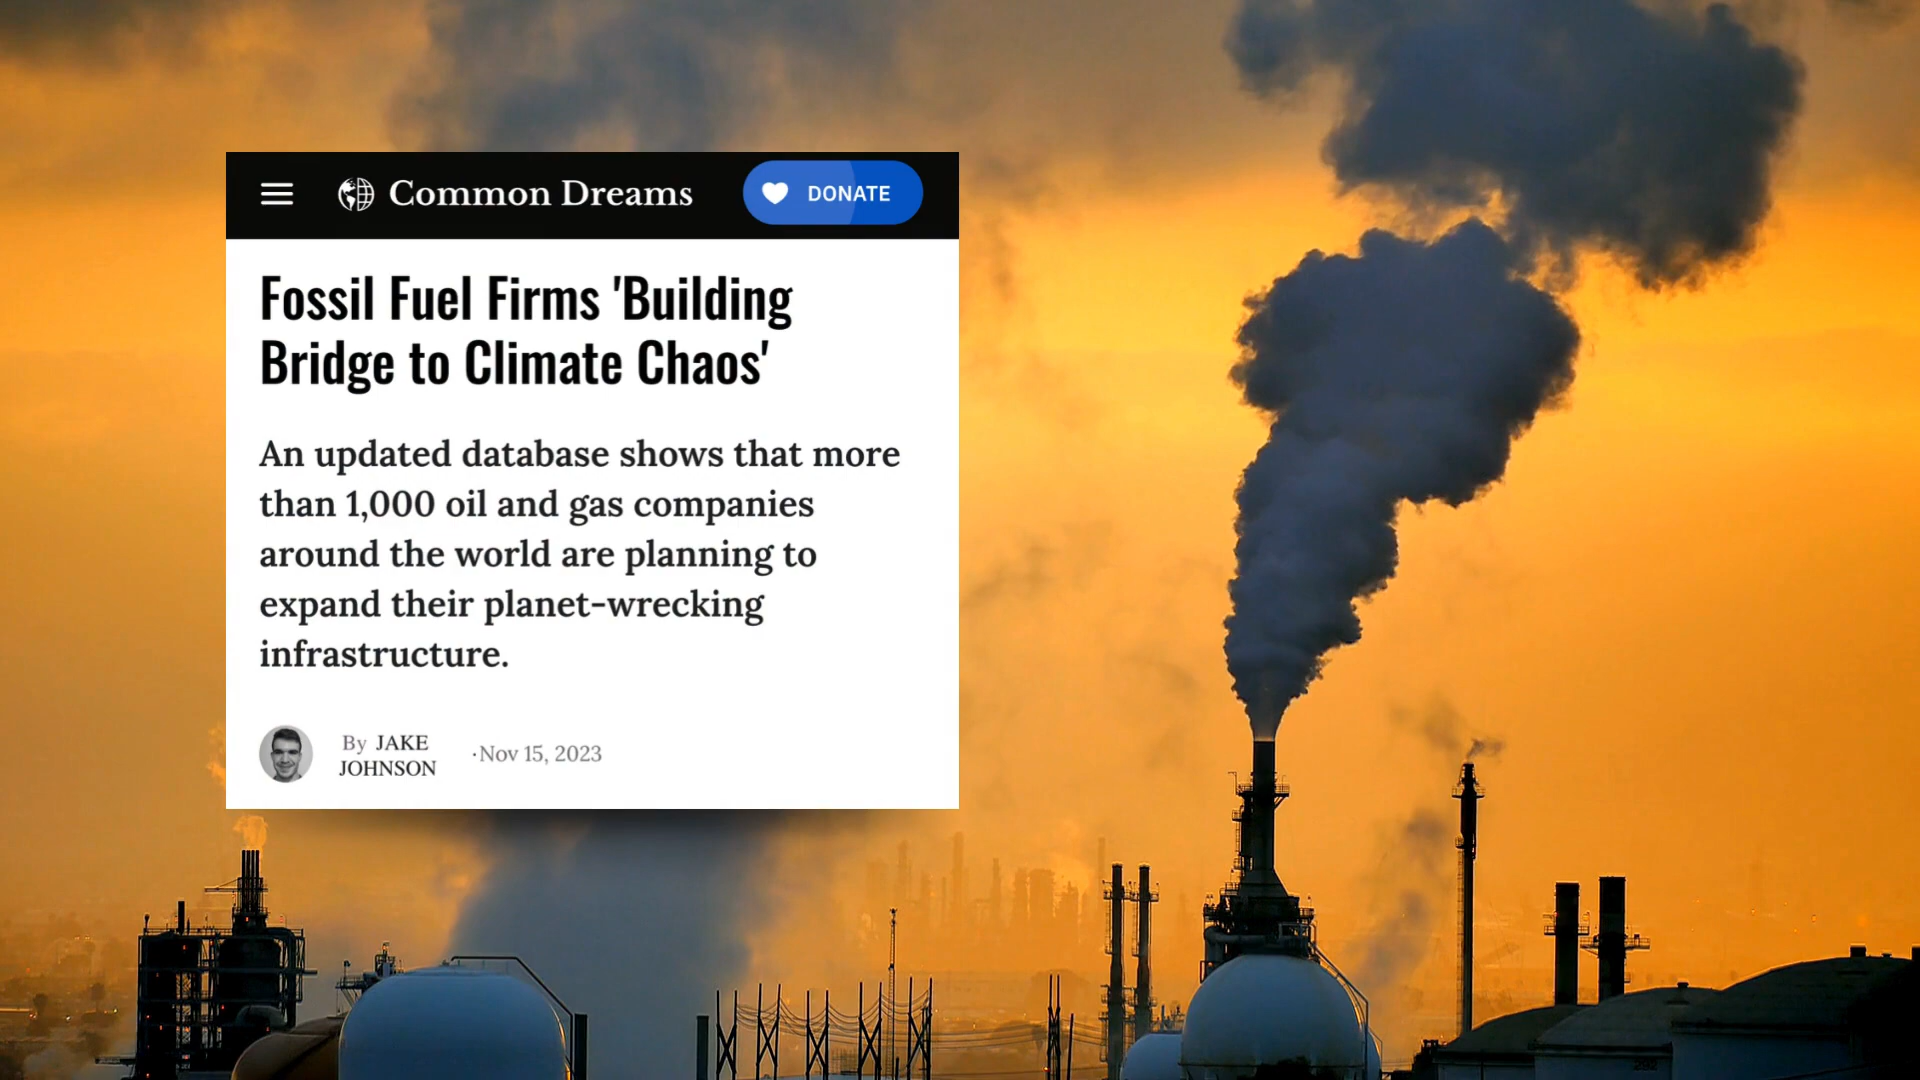 Common Dreams
DONATE
Fossil Fuel Firms 'Building
Bridge to Climate Chaos'
An updated database shows that more
than 1,000 oil and gas companies
around the world are planning to
expand their planet-wrecking
infrastructure.
By JAKE
JOHNSON
·Nov 15, 2023